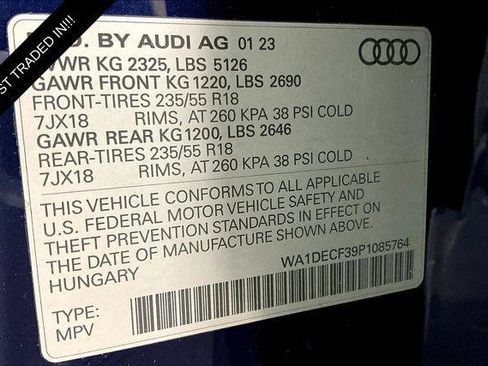 ST TRADED IN!!!
BY AUDI AG 01 23
GVWR KG 2325, LBS 5126
GAWR FRONT KG 1220, LBS 2690
FRONT-TIRES 235/55 R18
7JX18 RIMS, AT 260 KPA 38 PSI COLD
GAWR REAR KG 1200, LBS 2646
REAR-TIRES 235/55 R18
7JX18 RIMS, AT 260 KPA 38 PSI COLD
THIS VEHICLE CONFORMS TO ALL APPLICABLE
U.S. FEDERAL MOTOR VEHICLE SAFETY AND
THEFT PREVENTION STANDARDS IN EFFECT ON
THE DATE OF MANUFACTURE SHOWN ABOVE.
HUNGARY
WA1DECF39P1085764
TYPE:
MPV